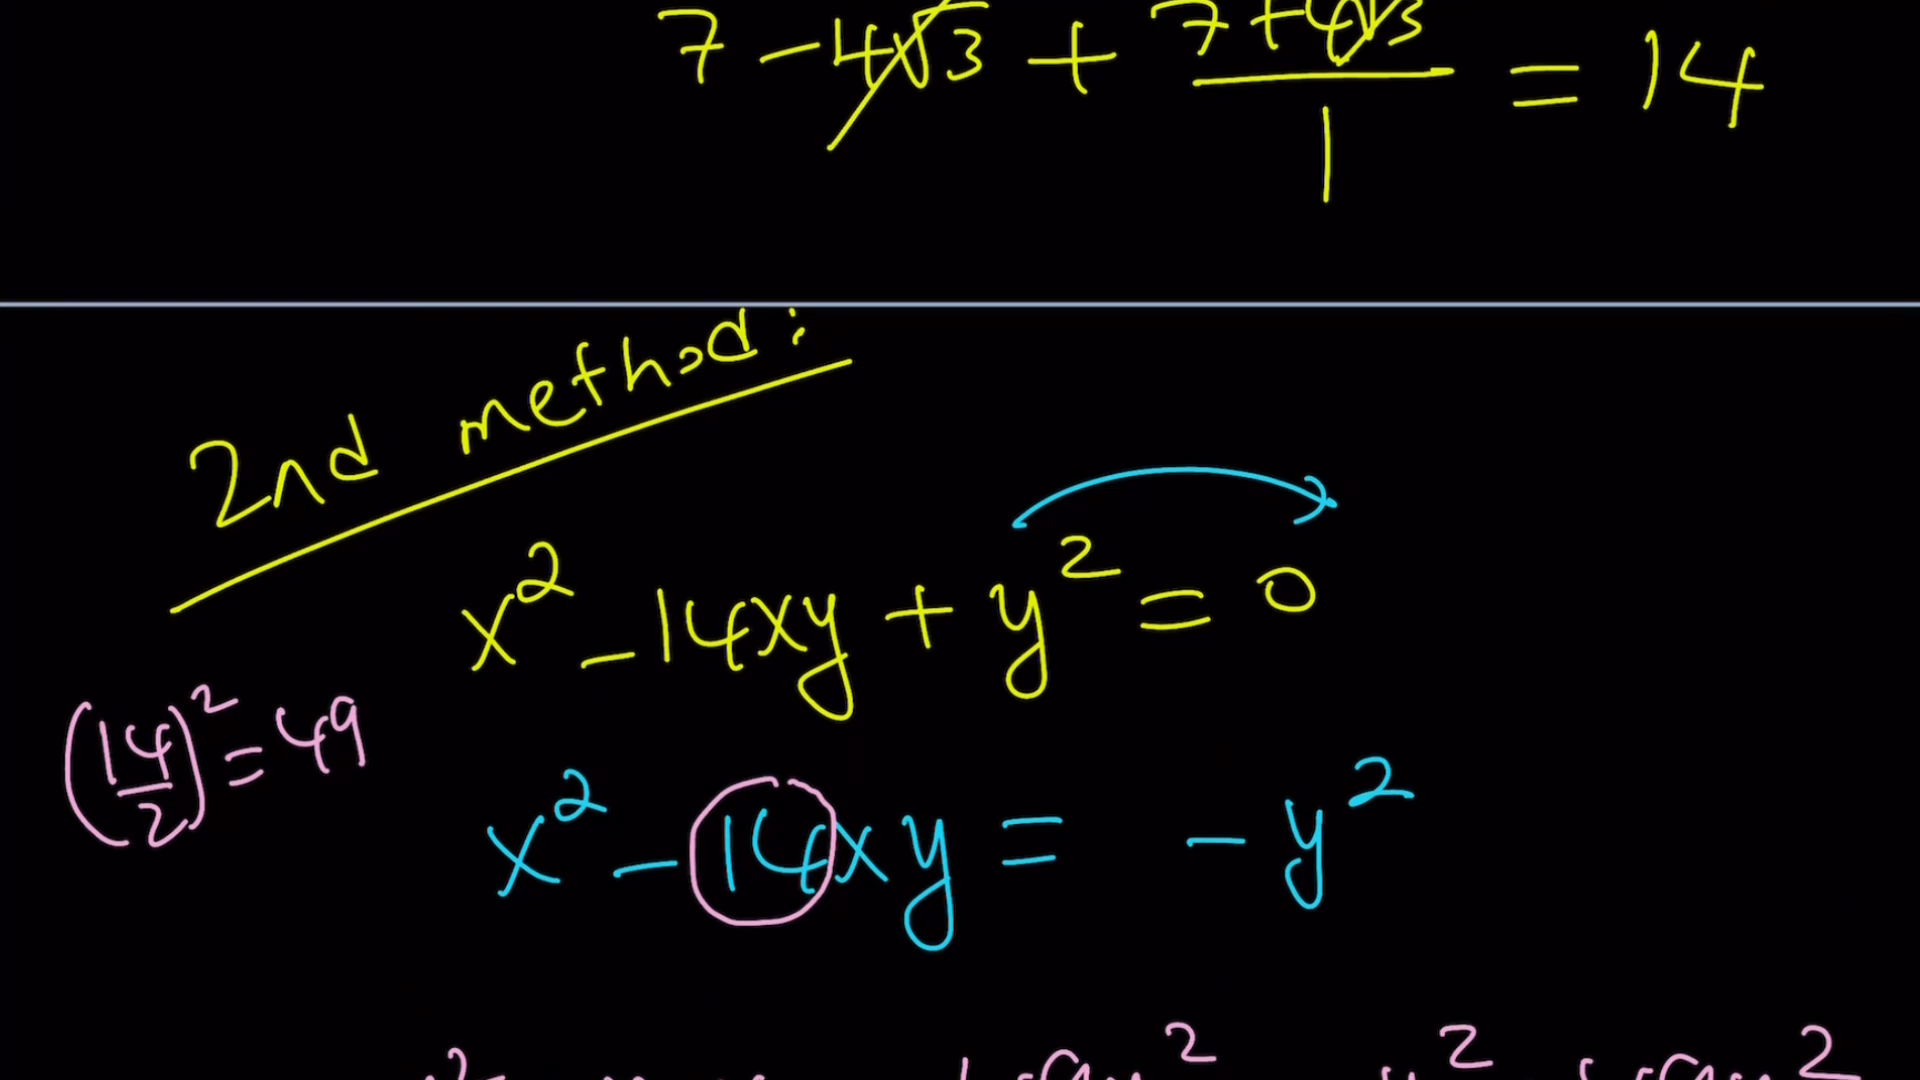 7 - 4√3 + (7 + 4√3)/1 = 14
2nd method:
x² - 14xy + y² = 0
(14/2)² = 49
x² - 14xy = - y²